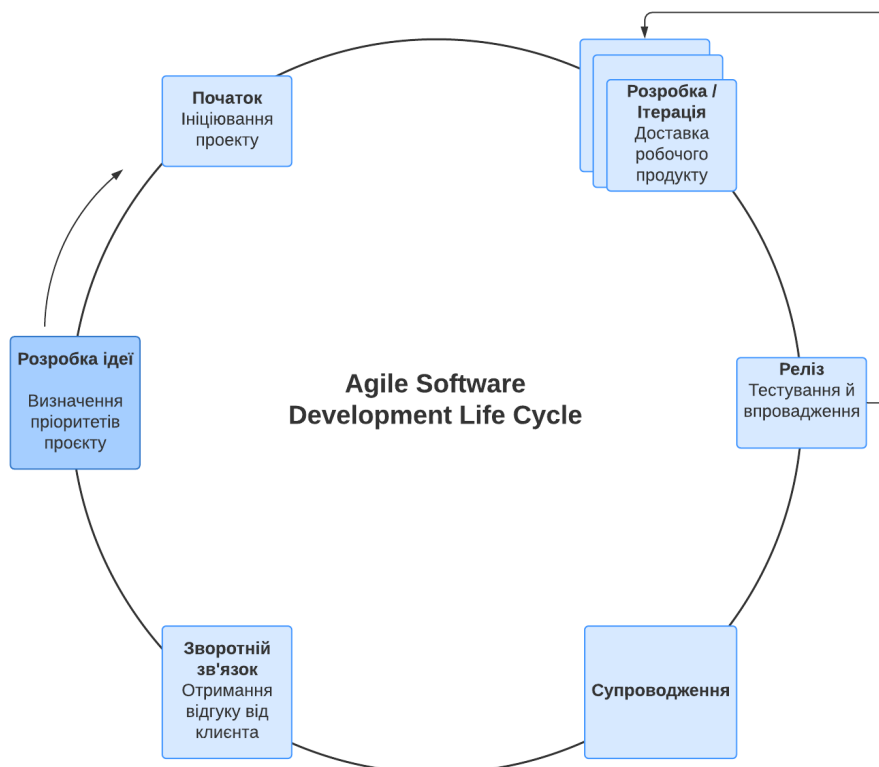 Початок
Ініціювання
проекту
Розробка /
Ітерація
Доставка
робочого
продукту
Розробка ідеї
Визначення
пріоритетів
проєкту
Agile Software
Development Life Cycle
Реліз
Тестування й
впровадження
Зворотній
зв'язок
Отримання
відгуку від
клиєнта
Супроводження